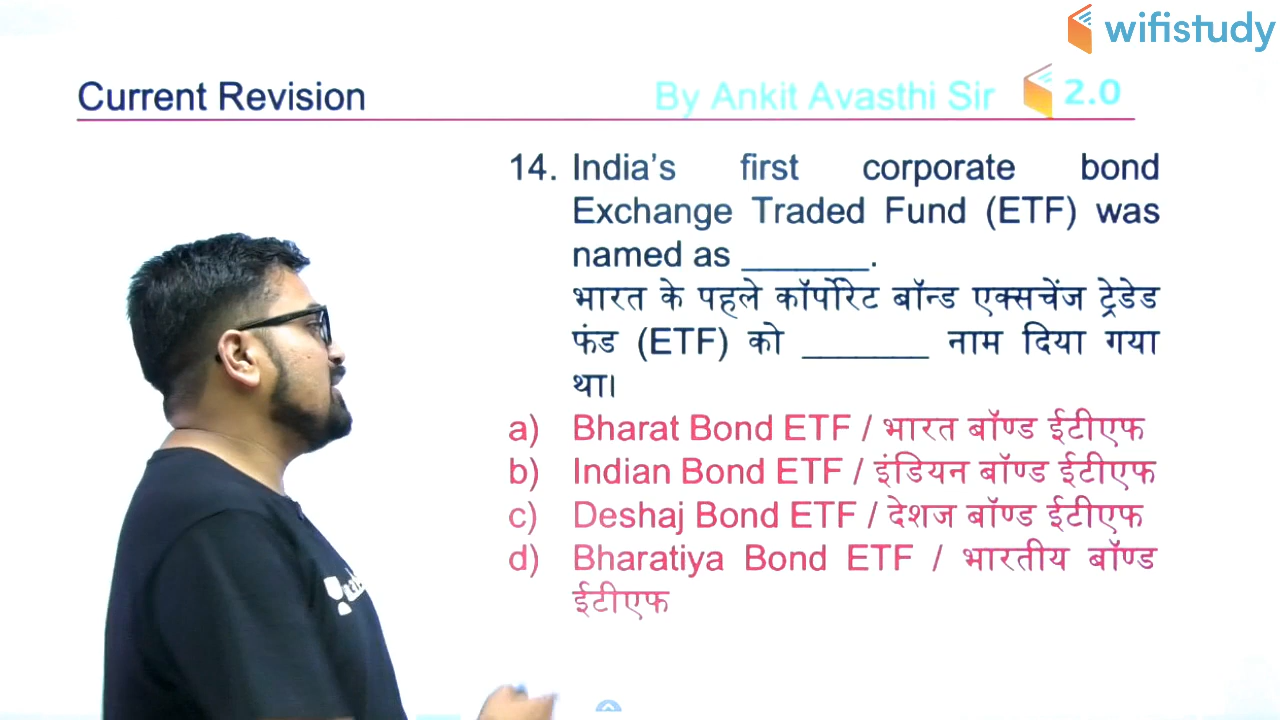 wifistudy
Current Revision
By Ankit Avasthi Sir 2.0
14. India's first corporate bond
Exchange Traded Fund (ETF) was
named as _______.
भारत के पहले कॉर्पोरेट बॉन्ड एक्सचेंज ट्रेडेड
फंड (ETF) को _______ नाम दिया गया
था।
a) Bharat Bond ETF / भारत बॉण्ड ईटीएफ
b) Indian Bond ETF / इंडियन बॉण्ड ईटीएफ
c) Deshaj Bond ETF / देशज बॉण्ड ईटीएफ
d) Bharatiya Bond ETF / भारतीय बॉण्ड
ईटीएफ